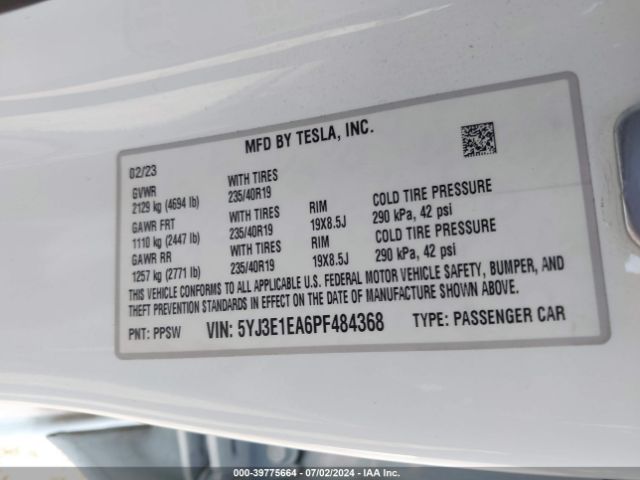 MFD BY TESLA, INC.
02/23
GVWR WITH TIRES
2129 kg (4694 lb) 235/40R19
GAWR FRT WITH TIRES RIM COLD TIRE PRESSURE
1110 kg (2447 lb) 235/40R19 19X8.5J 290 kPa, 42 psi
GAWR RR WITH TIRES RIM COLD TIRE PRESSURE
1257 kg (2771 lb) 235/40R19 19X8.5J 290 kPa, 42 psi
THIS VEHICLE CONFORMS TO ALL APPLICABLE U.S. FEDERAL MOTOR VEHICLE SAFETY, BUMPER, AND
THEFT PREVENTION STANDARDS IN EFFECT ON THE DATE OF MANUFACTURE SHOWN ABOVE.
PNT: PPSW VIN: 5YJ3E1EA6PF484368 TYPE: PASSENGER CAR
000-39775664 - 07/02/2024 - IAA Inc.